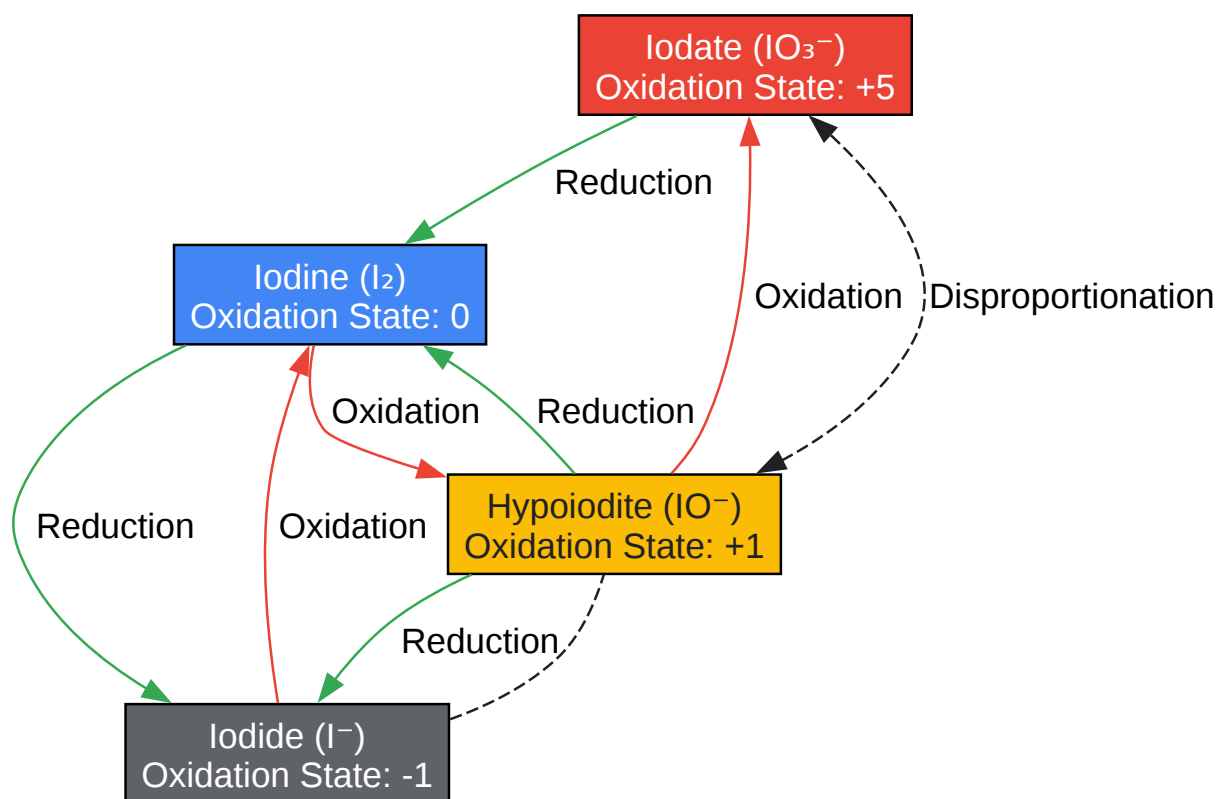 Iodate (IO₃⁻)
Oxidation State: +5
Reduction
Iodine (I₂)
Oxidation State: 0
Oxidation
Disproportionation
Oxidation
Reduction
Hypoiodite (IO⁻)
Oxidation State: +1
Reduction
Oxidation
Reduction
Iodide (I⁻)
Oxidation State: -1